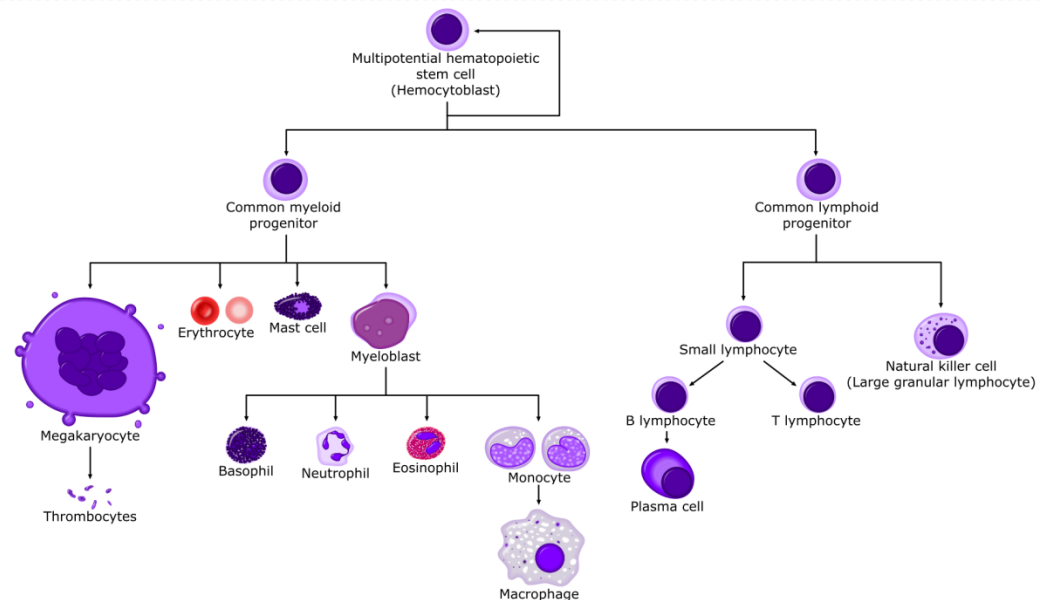 Multipotential hematopoietic
stem cell
(Hemocytoblast)
Common myeloid
progenitor
Common lymphoid
progenitor
Erythrocyte
Mast cell
Myeloblast
Small lymphocyte
Natural killer cell
(Large granular lymphocyte)
Megakaryocyte
B lymphocyte
T lymphocyte
Basophil
Neutrophil
Eosinophil
Monocyte
Thrombocytes
Plasma cell
Macrophage